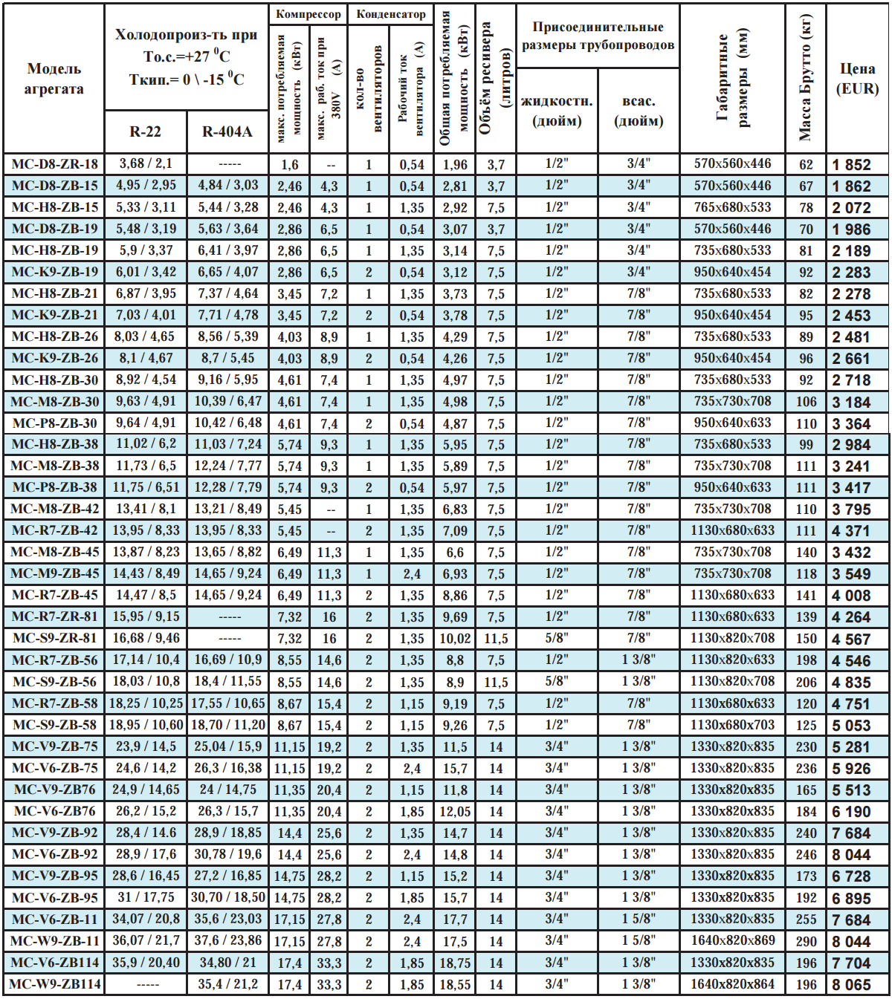 Модель агрегата
Холодопроиз-ть при То.с.=+27 ⁰С Ткип.= 0 \ -15 ⁰С
R-22
R-404A
Компрессор
макс. потребляемая мощность (кВт)
макс. раб. ток при 380V (А)
Конденсатор
кол-во вентиляторов
Рабочий ток вентилятора (А)
Общая потребляемая мощность (кВт)
Объём ресивера (литров)
Присоединительные размеры трубопроводов
жидкостн. (дюйм)
всас. (дюйм)
Габаритные размеры (мм)
Масса Брутто (кг)
Цена (EUR)
MC-D8-ZR-18 3,68 / 2,1 ----- 1,6 -- 1 0,54 1,96 3,7 1/2" 3/4" 570x560x446 62 1 852
MC-D8-ZB-15 4,95 / 2,95 4,84 / 3,03 2,46 4,3 1 0,54 2,81 3,7 1/2" 3/4" 570x560x446 67 1 862
MC-H8-ZB-15 5,33 / 3,11 5,44 / 3,28 2,46 4,3 1 1,35 2,92 7,5 1/2" 3/4" 765x680x533 78 2 072
MC-D8-ZB-19 5,48 / 3,19 5,63 / 3,64 2,86 6,5 1 0,54 3,07 3,7 1/2" 3/4" 570x560x446 70 1 986
MC-H8-ZB-19 5,9 / 3,37 6,41 / 3,97 2,86 6,5 1 1,35 3,14 7,5 1/2" 3/4" 735x680x533 81 2 189
MC-K9-ZB-19 6,01 / 3,42 6,65 / 4,07 2,86 6,5 2 0,54 3,12 7,5 1/2" 3/4" 950x640x454 92 2 283
MC-H8-ZB-21 6,87 / 3,95 7,37 / 4,64 3,45 7,2 1 1,35 3,73 7,5 1/2" 7/8" 735x680x533 82 2 278
MC-K9-ZB-21 7,03 / 4,01 7,71 / 4,78 3,45 7,2 2 0,54 3,78 7,5 1/2" 7/8" 950x640x454 95 2 453
MC-H8-ZB-26 8,03 / 4,65 8,56 / 5,39 4,03 8,9 1 1,35 4,29 7,5 1/2" 7/8" 735x680x533 89 2 481
MC-K9-ZB-26 8,1 / 4,67 8,7 / 5,45 4,03 8,9 2 0,54 4,26 7,5 1/2" 7/8" 950x640x454 96 2 661
MC-H8-ZB-30 8,92 / 4,54 9,16 / 5,95 4,61 7,4 1 1,35 4,97 7,5 1/2" 7/8" 735x680x533 92 2 718
MC-M8-ZB-30 9,63 / 4,91 10,39 / 6,47 4,61 7,4 1 1,35 4,98 7,5 1/2" 7/8" 735x730x708 106 3 184
MC-P8-ZB-30 9,64 / 4,91 10,42 / 6,48 4,61 7,4 2 0,54 4,87 7,5 1/2" 7/8" 950x640x633 110 3 364
MC-H8-ZB-38 11,02 / 6,2 11,03 / 7,24 5,74 9,3 1 1,35 5,95 7,5 1/2" 7/8" 735x680x533 99 2 984
MC-M8-ZB-38 11,73 / 6,5 12,24 / 7,77 5,74 9,3 1 1,35 5,89 7,5 1/2" 7/8" 735x730x708 111 3 241
MC-P8-ZB-38 11,75 / 6,51 12,28 / 7,79 5,74 9,3 2 0,54 5,97 7,5 1/2" 7/8" 950x640x633 111 3 417
MC-M8-ZB-42 13,41 / 8,1 13,21 / 8,49 5,45 -- 1 1,35 6,83 7,5 1/2" 7/8" 735x730x708 110 3 795
MC-R7-ZB-42 13,95 / 8,33 13,95 / 8,33 5,45 -- 2 1,35 7,09 7,5 1/2" 7/8" 1130x680x633 111 4 371
MC-M8-ZB-45 13,87 / 8,23 13,65 / 8,82 6,49 11,3 1 1,35 6,6 7,5 1/2" 7/8" 735x730x708 140 3 432
MC-M9-ZB-45 14,43 / 8,49 14,65 / 9,24 6,49 11,3 1 2,4 6,93 7,5 1/2" 7/8" 735x730x708 118 3 549
MC-R7-ZB-45 14,47 / 8,5 14,65 / 9,24 6,49 11,3 2 1,35 8,86 7,5 1/2" 7/8" 1130x680x633 141 4 008
MC-R7-ZR-81 15,95 / 9,15 ----- 7,32 16 2 1,35 9,69 7,5 1/2" 7/8" 1130x680x633 139 4 264
MC-S9-ZR-81 16,68 / 9,46 ----- 7,32 16 2 1,35 10,02 11,5 5/8" 7/8" 1130x820x708 150 4 567
MC-R7-ZB-56 17,14 / 10,4 16,69 / 10,9 8,55 14,6 2 1,35 8,8 7,5 1/2" 1 3/8" 1130x820x633 198 4 546
MC-S9-ZB-56 18,03 / 10,8 18,4 / 11,55 8,55 14,6 2 1,35 8,9 11,5 5/8" 1 3/8" 1130x820x708 206 4 835
MC-R7-ZB-58 18,25 / 10,25 17,55 / 10,65 8,67 15,4 2 1,15 9,19 7,5 1/2" 7/8" 1130x680x633 120 4 751
MC-S9-ZB-58 18,95 / 10,60 18,70 / 11,20 8,67 15,4 2 1,15 9,26 7,5 1/2" 7/8" 1130x680x703 125 5 053
MC-V9-ZB-75 23,9 / 14,5 25,04 / 15,9 11,15 19,2 2 1,35 11,5 14 3/4" 1 3/8" 1330x820x835 230 5 281
MC-V6-ZB-75 24,6 / 14,2 26,3 / 16,38 11,15 19,2 2 2,4 15,7 14 3/4" 1 3/8" 1330x820x835 236 5 926
MC-V9-ZB76 24,9 / 14,65 24 / 14,75 11,35 20,4 2 1,15 11,8 14 3/4" 1 3/8" 1330x820x835 165 5 513
MC-V6-ZB76 26,2 / 15,2 26,3 / 15,7 11,35 20,4 2 1,85 12,05 14 3/4" 1 3/8" 1330x820x835 184 6 190
MC-V9-ZB-92 28,4 / 14.6 28,9 / 18,85 14,4 25,6 2 1,35 14,7 14 3/4" 1 3/8" 1330x820x835 240 7 684
MC-V6-ZB-92 28,9 / 17,6 30,78 / 19,6 14,4 25,6 2 2,4 14,8 14 3/4" 1 3/8" 1330x820x835 246 8 044
MC-V9-ZB-95 28,6 / 16,45 27,2 / 16,85 14,75 28,2 2 1,15 15,2 14 3/4" 1 3/8" 1330x820x835 173 6 728
MC-V6-ZB-95 31 / 17,75 30,70 / 18,50 14,75 28,2 2 1,85 15,7 14 3/4" 1 3/8" 1330x820x835 192 6 895
MC-V6-ZB-11 34,07 / 20,8 35,6 / 23,03 17,15 27,8 2 2,4 17,7 14 3/4" 1 5/8" 1330x820x835 255 7 684
MC-W9-ZB-11 36,07 / 21,7 37,6 / 23,86 17,15 27,8 2 2,4 17,5 14 3/4" 1 5/8" 1640x820x869 290 8 044
MC-V6-ZB114 35,9 / 20,40 34,80 / 21 17,4 33,3 2 1,85 18,75 14 3/4" 1 3/8" 1330x820x835 196 7 704
MC-W9-ZB114 ----- 35,4 / 21,2 17,4 33,3 2 1,85 18,55 14 3/4" 1 3/8" 1640x820x864 196 8 065